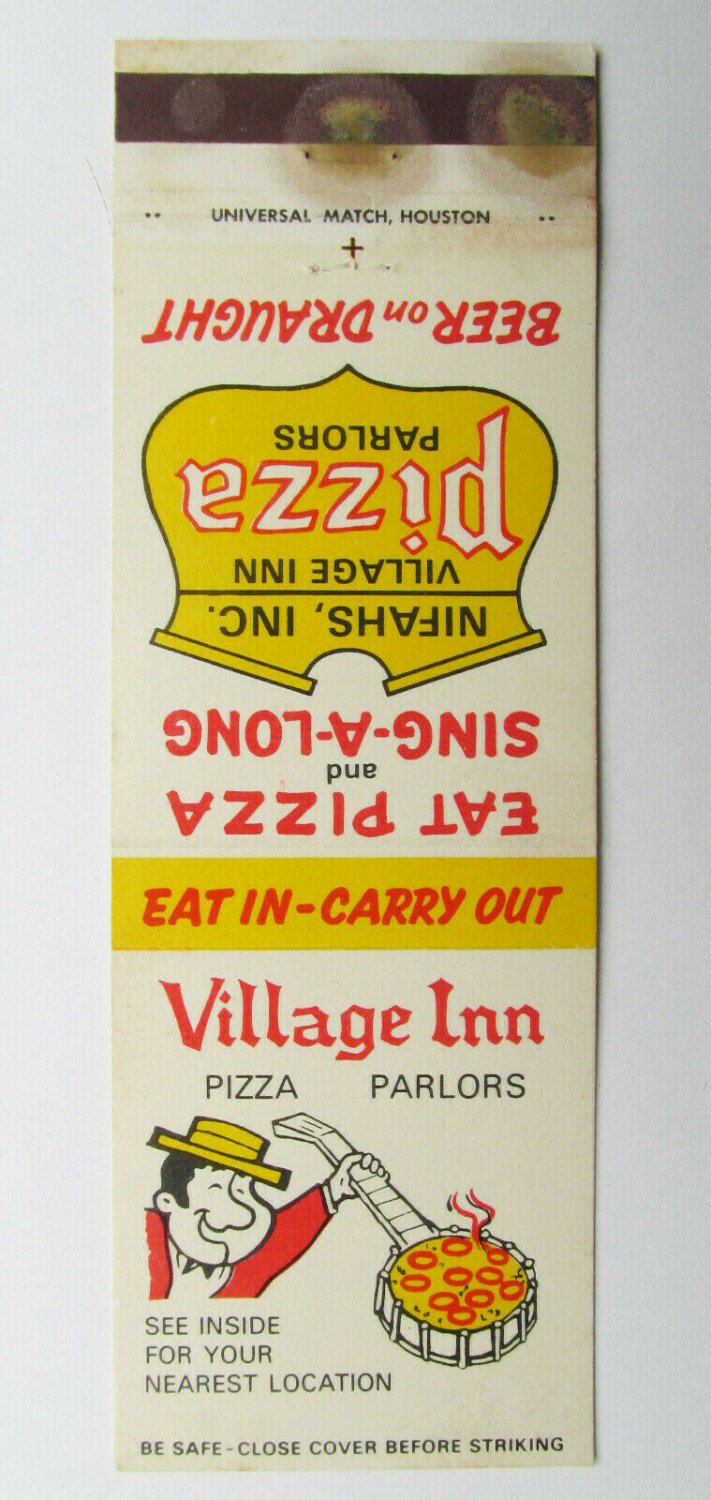 UNIVERSAL MATCH, HOUSTON
EAT PIZZA
and
SING-A-LONG
NIFAHS, INC.
VILLAGE INN
pizza
PARLORS
BEER on DRAUGHT
EAT IN-CARRY OUT
Village Inn
PIZZA PARLORS
SEE INSIDE
FOR YOUR
NEAREST LOCATION
BE SAFE-CLOSE COVER BEFORE STRIKING